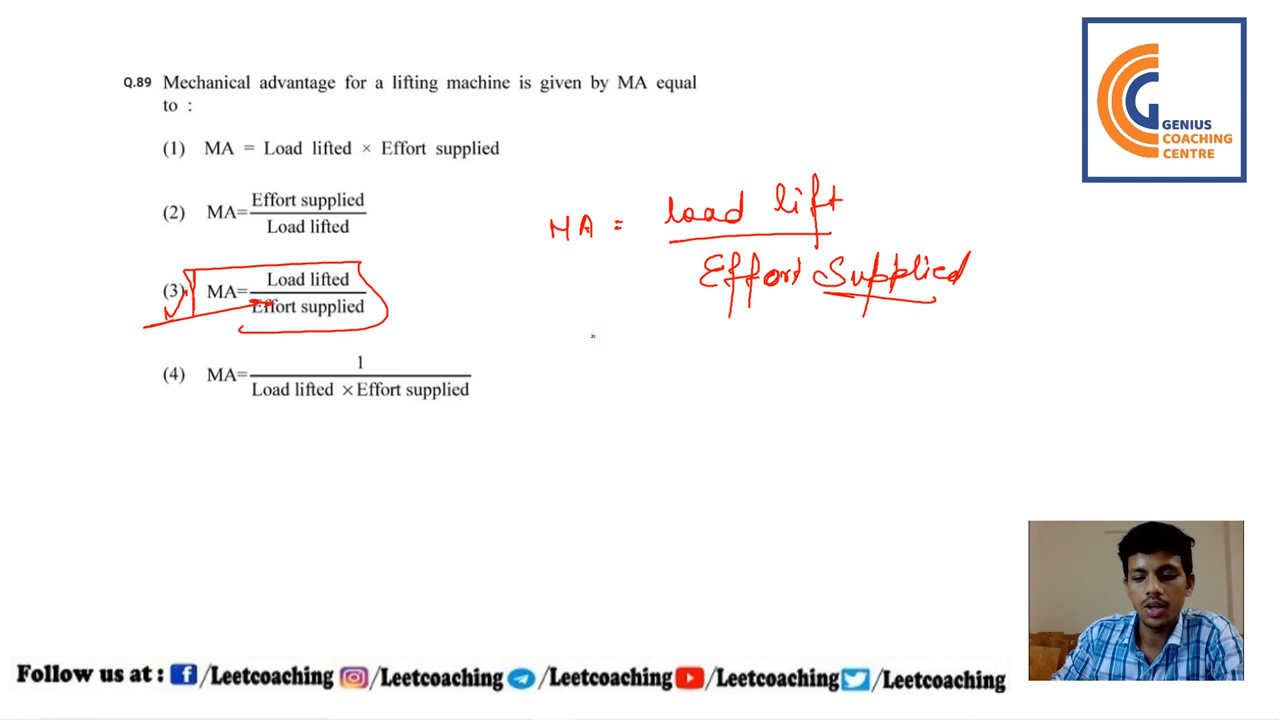 Q.89 Mechanical advantage for a lifting machine is given by MA equal
to :
(1) MA = Load lifted × Effort supplied
(2) MA= Effort supplied
Load lifted
(3) MA= Load lifted
Effort supplied
(4) MA= 1
Load lifted × Effort supplied
MA = load lift
Effort Supplied
GENIUS
COACHING
CENTRE
Follow us at : /Leetcoaching /Leetcoaching /Leetcoaching /Leetcoaching /Leetcoaching